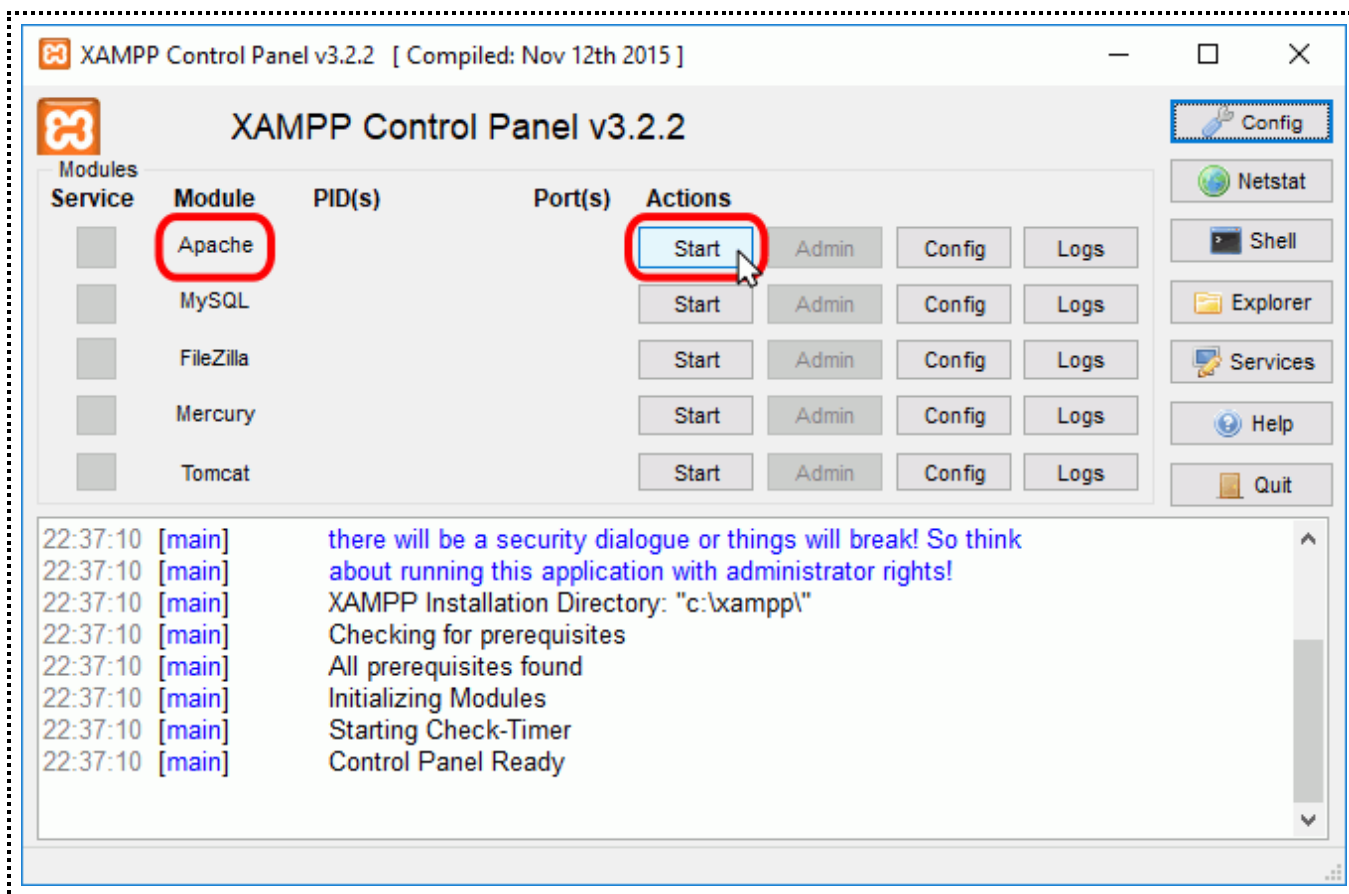 XAMPP Control Panel v3.2.2 [ Compiled: Nov 12th 2015 ]
XAMPP Control Panel v3.2.2
Config
Modules
Netstat
Service Module PID(s) Port(s) Actions
Apache Start Admin Config Logs
Shell
MySQL Start Admin Config Logs
Explorer
FileZilla Start Admin Config Logs
Services
Mercury Start Admin Config Logs
Help
Tomcat Start Admin Config Logs
Quit
22:37:10 [main] there will be a security dialogue or things will break! So think
22:37:10 [main] about running this application with administrator rights!
22:37:10 [main] XAMPP Installation Directory: "c:\xampp\"
22:37:10 [main] Checking for prerequisites
22:37:10 [main] All prerequisites found
22:37:10 [main] Initializing Modules
22:37:10 [main] Starting Check-Timer
22:37:10 [main] Control Panel Ready